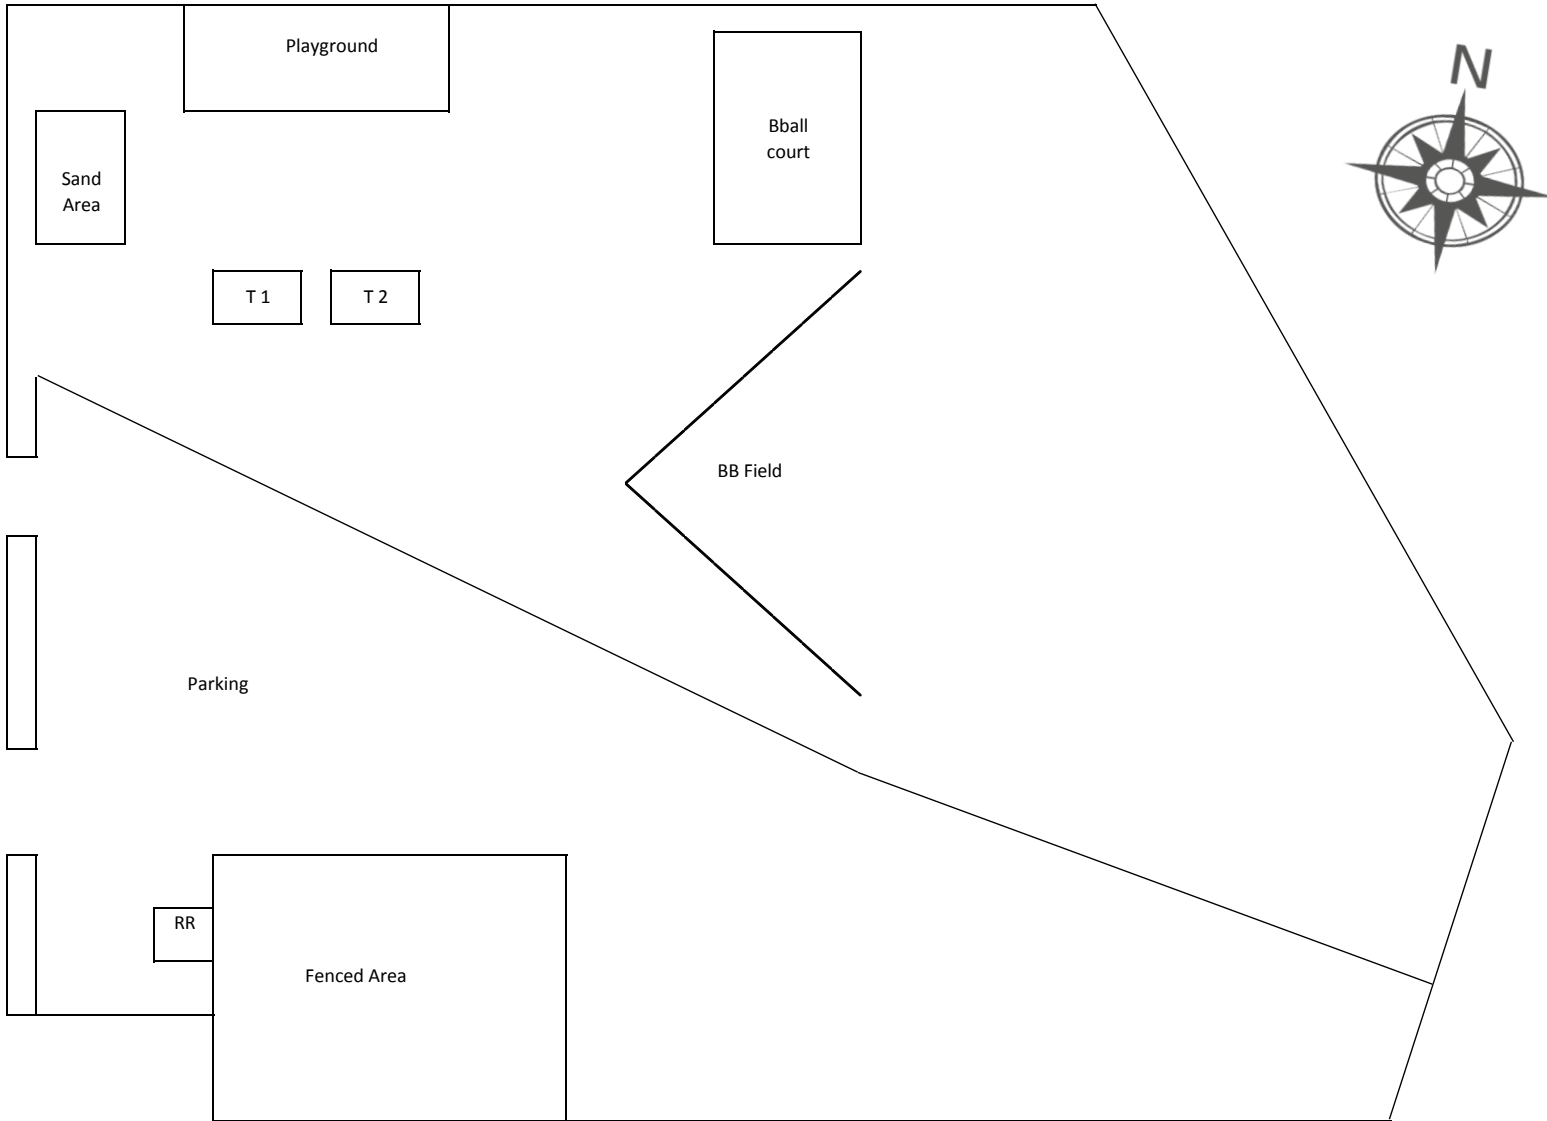 Playground
N
Bball
court
Sand
Area
T 1
T 2
BB Field
Parking
RR
Fenced Area